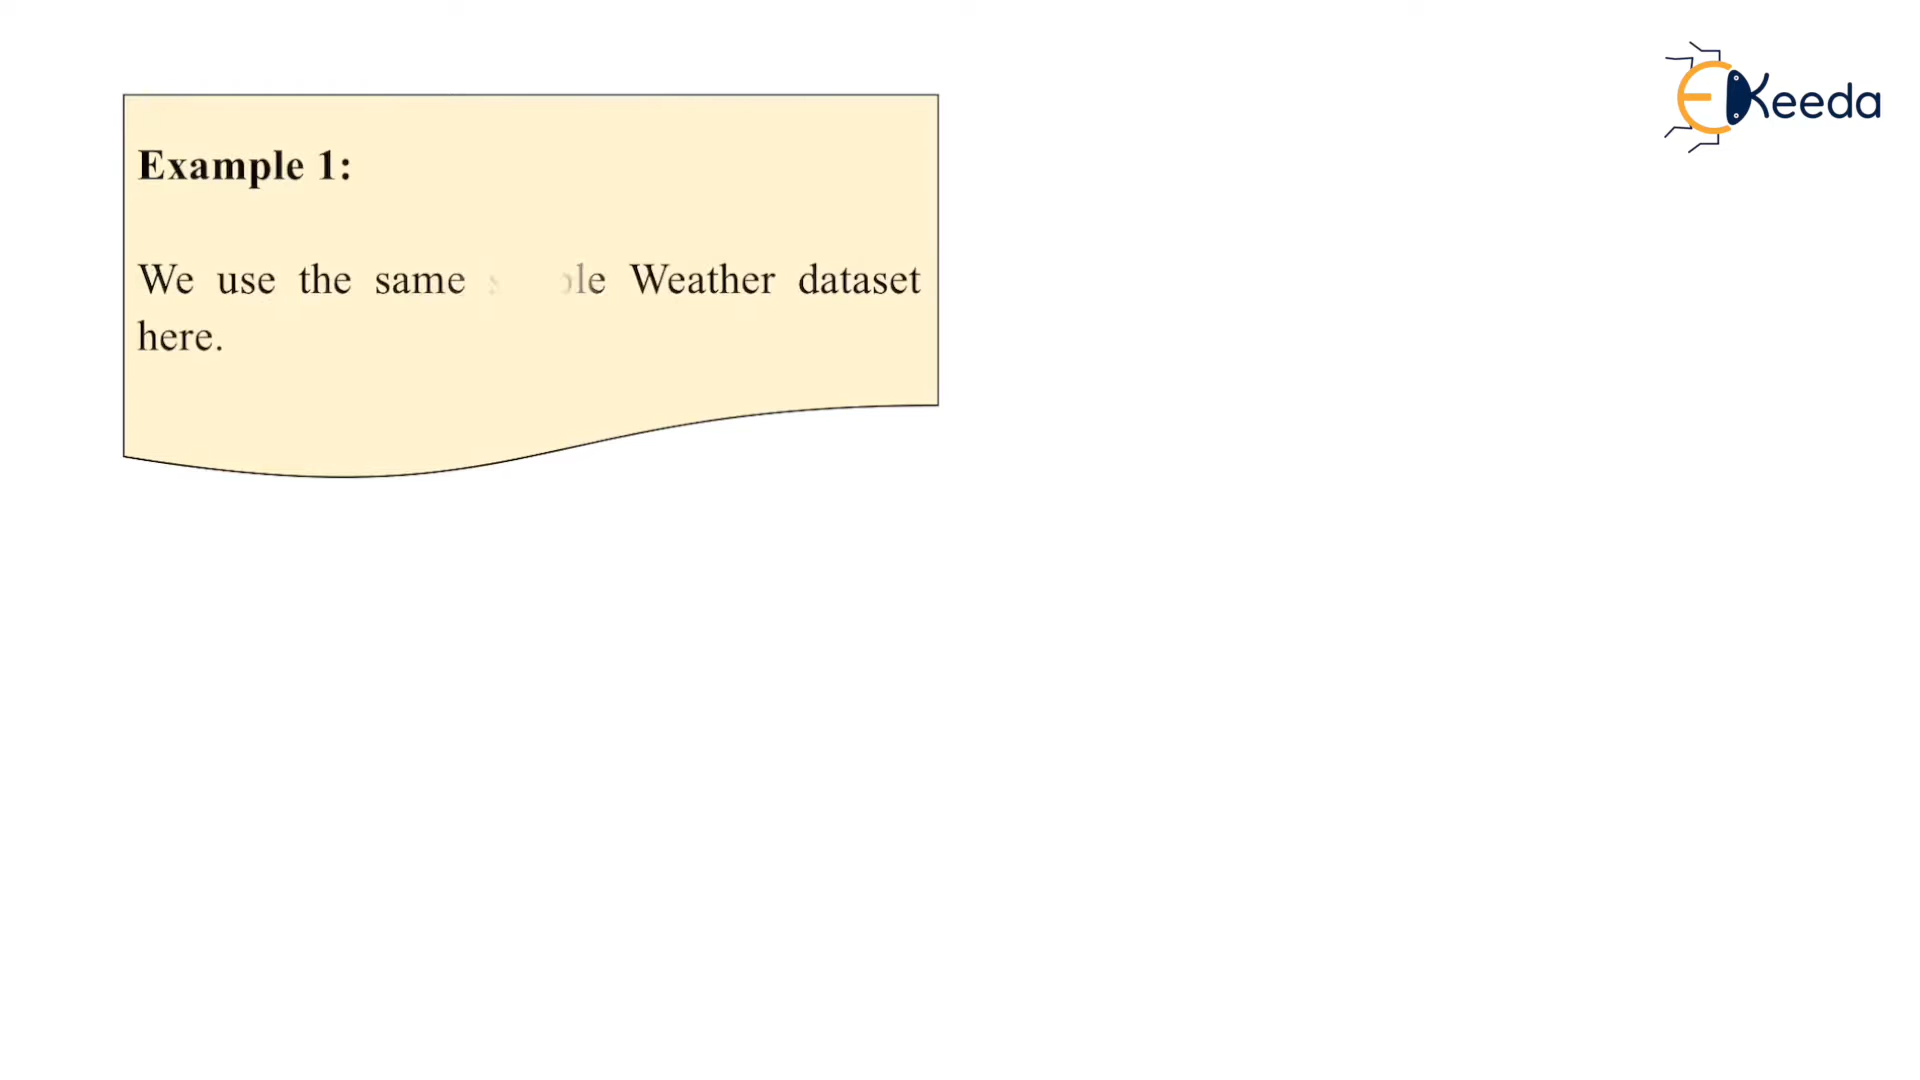 EKeeda
Example 1:
We use the same Weather dataset
here.